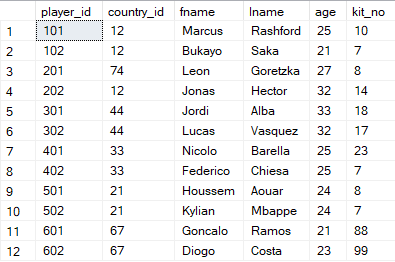 player_id country_id fname lname age kit_no
1 101 12 Marcus Rashford 25 10
2 102 12 Bukayo Saka 21 7
3 201 74 Leon Goretzka 27 8
4 202 12 Jonas Hector 32 14
5 301 44 Jordi Alba 33 18
6 302 44 Lucas Vasquez 32 17
7 401 33 Nicolo Barella 25 23
8 402 33 Federico Chiesa 25 7
9 501 21 Houssem Aouar 24 8
10 502 21 Kylian Mbappe 24 7
11 601 67 Goncalo Ramos 21 88
12 602 67 Diogo Costa 23 99